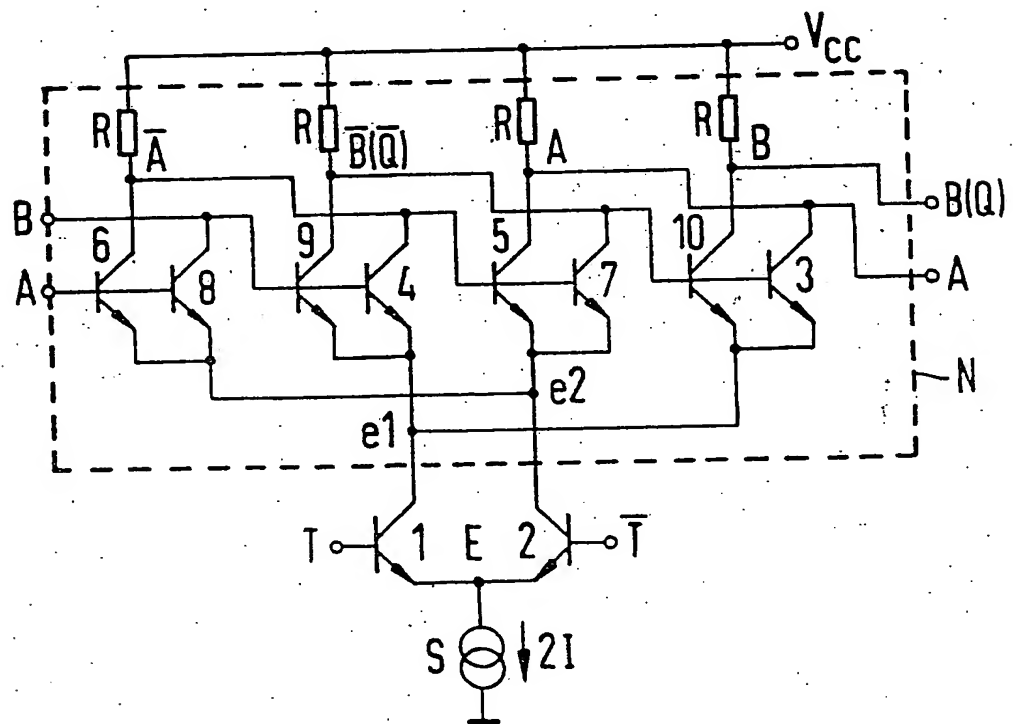 V_CC
R R R R
A̅ B̅(Q̅) A B
B B(Q)
6 9 5 10
A 8 4 7 3 A
e2 N
e1
T 1 E 2 T̅
S 2I